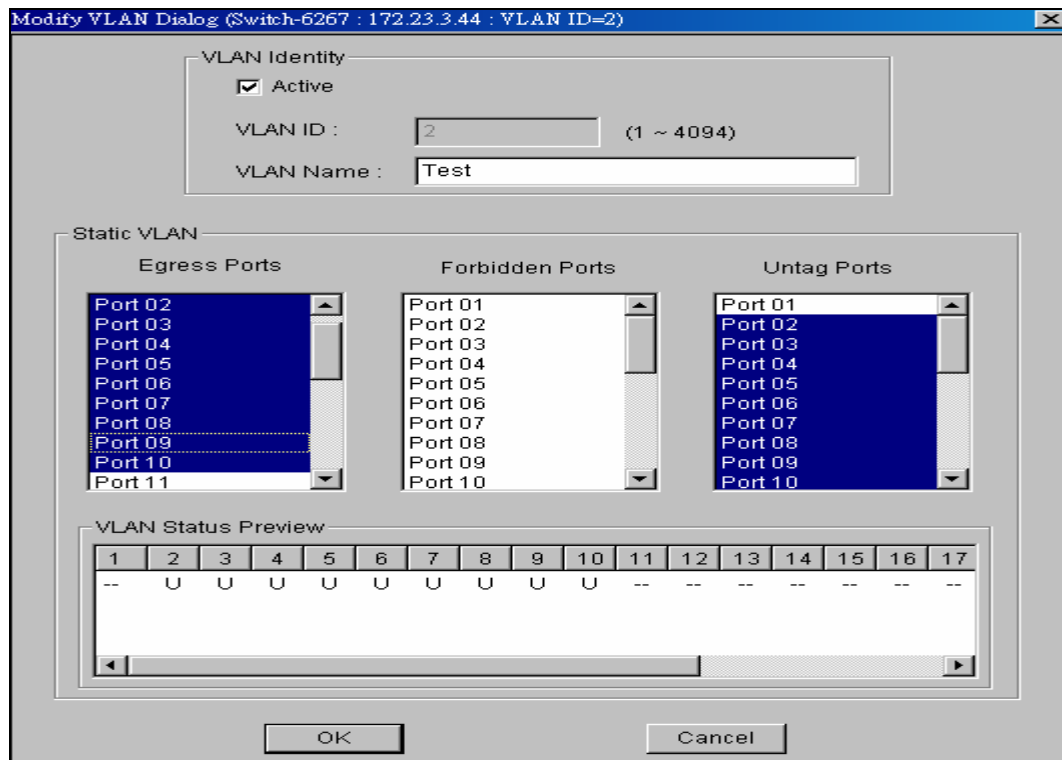 Modify VLAN Dialog (Switch-6267 : 172.23.3.44 : VLAN ID=2)
VLAN Identity
Active
VLAN ID : 2 (1 ~ 4094)
VLAN Name : Test
Static VLAN
Egress Ports Forbidden Ports Untag Ports
Port 02 Port 01 Port 01
Port 03 Port 02 Port 02
Port 04 Port 03 Port 03
Port 05 Port 04 Port 04
Port 06 Port 05 Port 05
Port 07 Port 06 Port 06
Port 08 Port 07 Port 07
Port 09 Port 08 Port 08
Port 10 Port 09 Port 09
Port 11 Port 10 Port 10
VLAN Status Preview
1 2 3 4 5 6 7 8 9 10 11 12 13 14 15 16 17
-- U U U U U U U U U -- -- -- -- -- -- --
OK Cancel